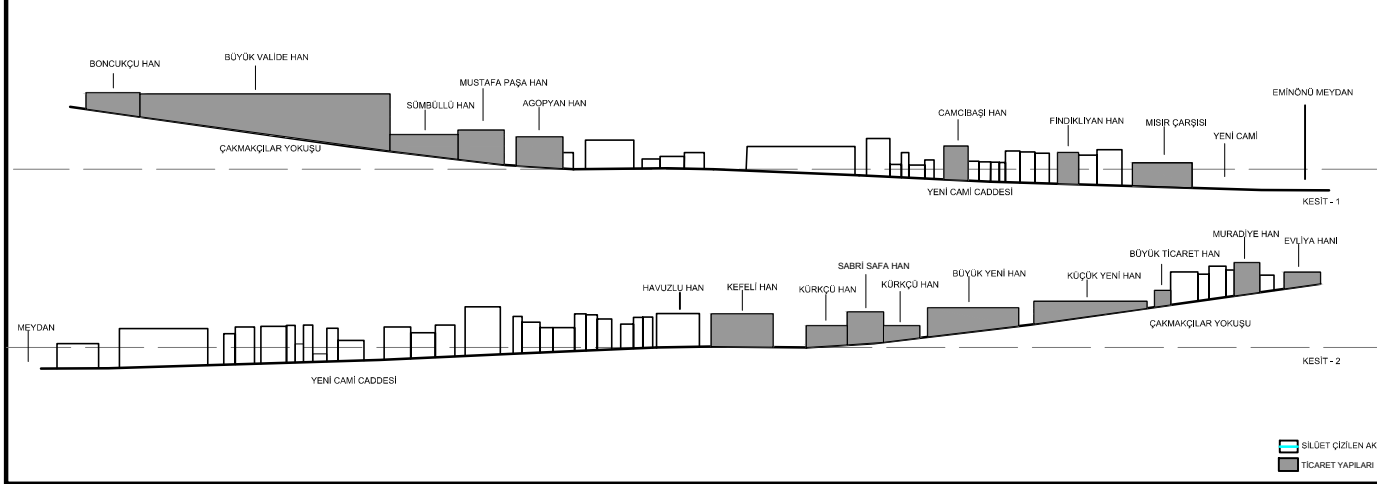 BONCUKÇU HAN
BÜYÜK VALİDE HAN
SÜMBÜLLÜ HAN
MUSTAFA PAŞA HAN
AGOPYAN HAN
CAMCIBAŞI HAN
FINDIKLIYAN HAN
MISIR ÇARŞISI
YENİ CAMİ
EMİNÖNÜ MEYDAN
ÇAKMAKÇILAR YOKUŞU
YENİ CAMİ CADDESİ
KESİT - 1
MEYDAN
HAVUZLU HAN
KEFELİ HAN
KÜRKÇÜ HAN
SABRİ SAFA HAN
KÜRKÇÜ HAN
BÜYÜK YENİ HAN
KÜÇÜK YENİ HAN
BÜYÜK TİCARET HAN
MURADİYE HAN
EVLİYA HANİ
ÇAKMAKÇILAR YOKUŞU
YENİ CAMİ CADDESİ
KESİT - 2
SİLÜET ÇİZİLEN AK
TİCARET YAPILARI